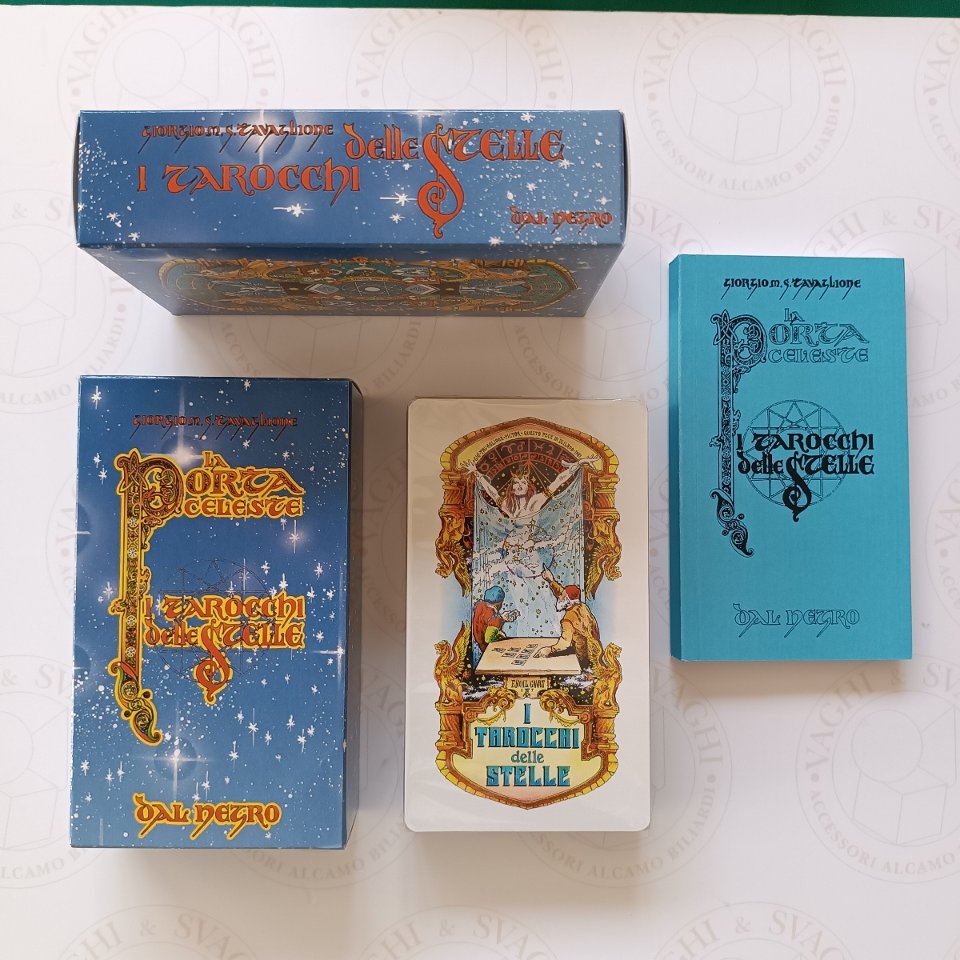 GIORGIO M. S. TAVAGLIONE
I TAROCCHI delle STELLE
DAL NEGRO
GIORGIO M. S. TAVAGLIONE
LA PORTA
CELESTE
I TAROCCHI
delle STELLE
DAL NEGRO
I
TAROCCHI
delle
STELLE
GIORGIO M. S. TAVAGLIONE
LA PORTA
CELESTE
I TAROCCHI
delle STELLE
DAL NEGRO
VAGHI & SVAGHI
ACCESSORI ALCAMO BILIARDI